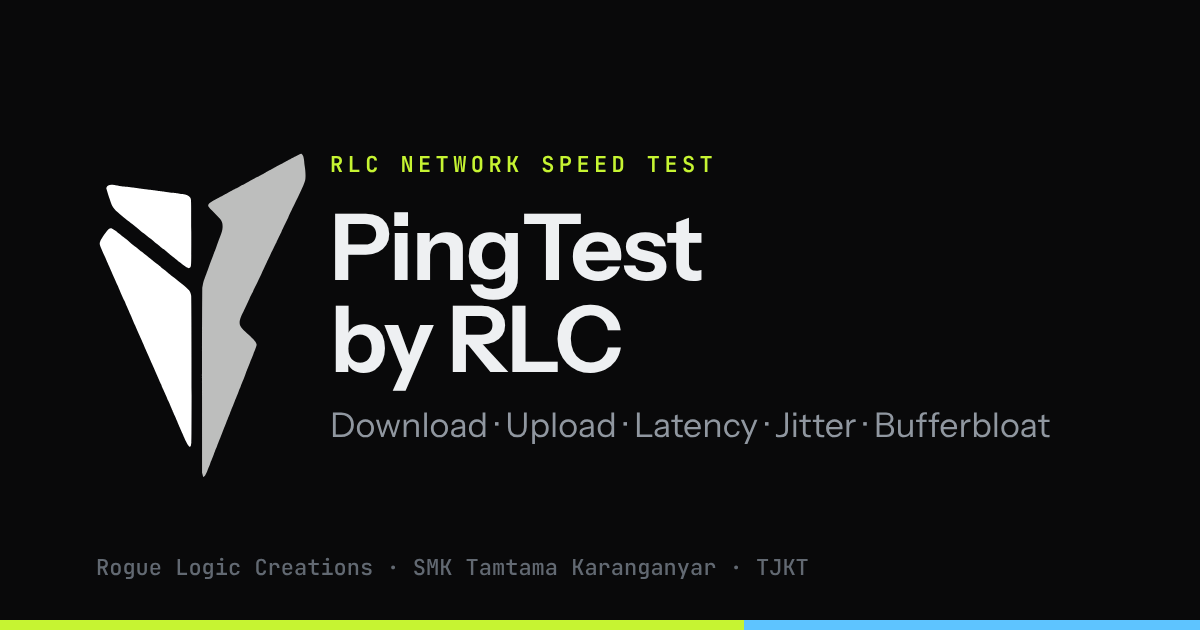 RLC NETWORK SPEED TEST
PingTest
by RLC
Download · Upload · Latency · Jitter · Bufferbloat
Rogue Logic Creations · SMK Tamtama Karanganyar · TJKT